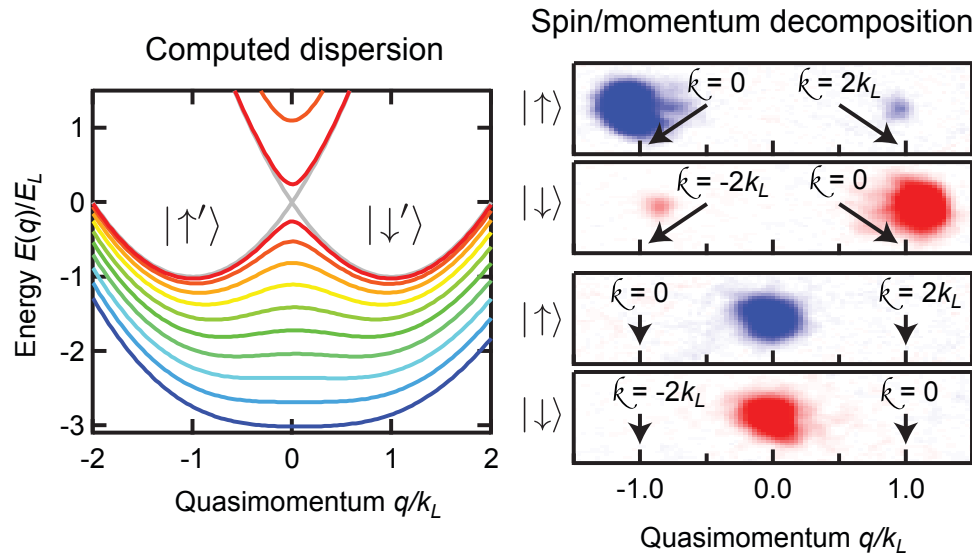 Computed dispersion
Energy E(q)/E_L
1
0
-1
-2
-3
|↑′⟩
|↓′⟩
-2
-1
0
1
2
Quasimomentum q/k_L
Spin/momentum decomposition
|↑⟩
k = 0
k = 2k_L
|↓⟩
k = -2k_L
k = 0
|↑⟩
k = 0
k = 2k_L
|↓⟩
k = -2k_L
k = 0
-1.0
0.0
1.0
Quasimomentum q/k_L